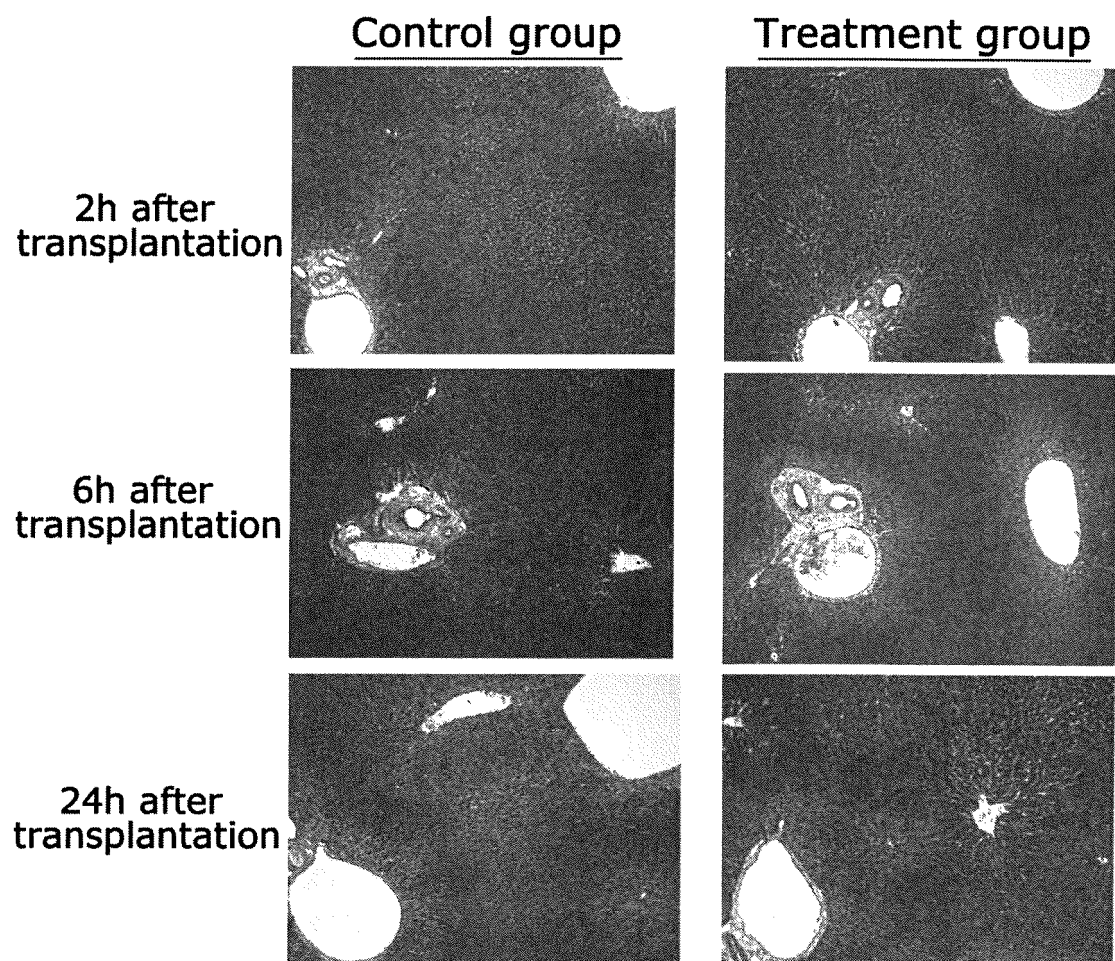 Control group
Treatment group
2h after
transplantation
6h after
transplantation
24h after
transplantation